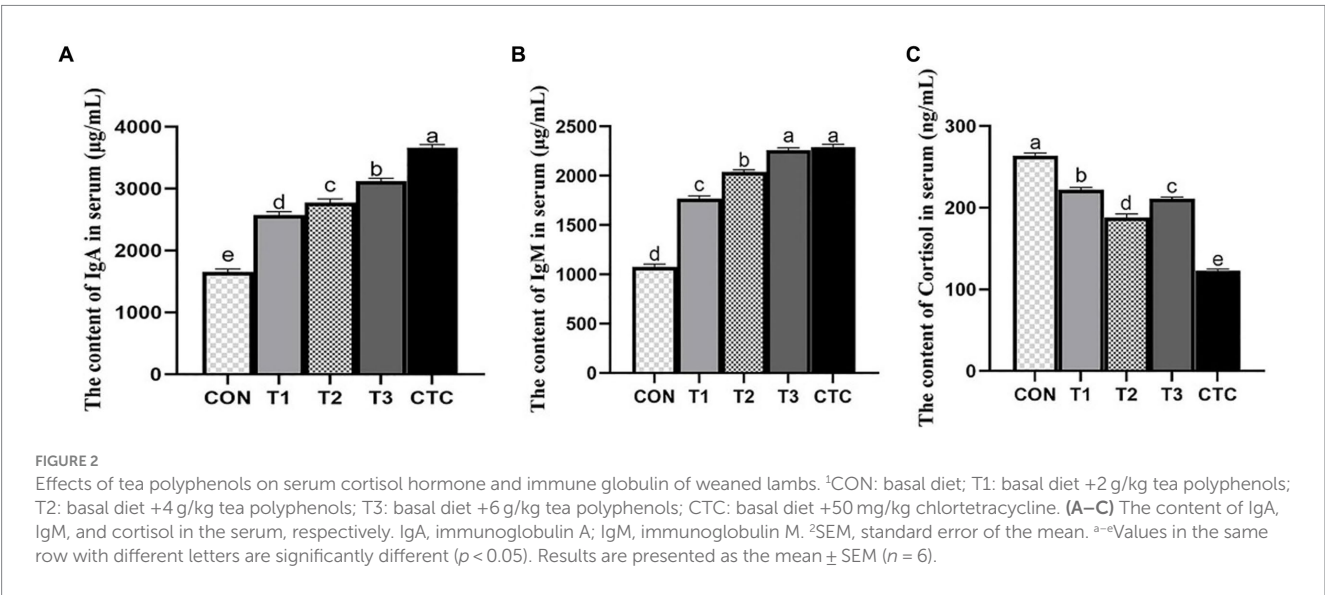 A
The content of IgA in serum (μg/mL)
4000
3000
2000
1000
0
e
d
c
b
a
CON T1 T2 T3 CTC
B
The content of IgM in serum (μg/mL)
2500
2000
1500
1000
500
0
d
c
b
a
a
CON T1 T2 T3 CTC
C
The content of Cortisol in serum (ng/mL)
300
200
100
0
a
b
d
c
e
CON T1 T2 T3 CTC
FIGURE 2
Effects of tea polyphenols on serum cortisol hormone and immune globulin of weaned lambs. ¹CON: basal diet; T1: basal diet +2 g/kg tea polyphenols;
T2: basal diet +4 g/kg tea polyphenols; T3: basal diet +6 g/kg tea polyphenols; CTC: basal diet +50 mg/kg chlortetracycline. (A–C) The content of IgA,
IgM, and cortisol in the serum, respectively. IgA, immunoglobulin A; IgM, immunoglobulin M. ²SEM, standard error of the mean. ᵃ⁻ᵉValues in the same
row with different letters are significantly different (p < 0.05). Results are presented as the mean ± SEM (n = 6).